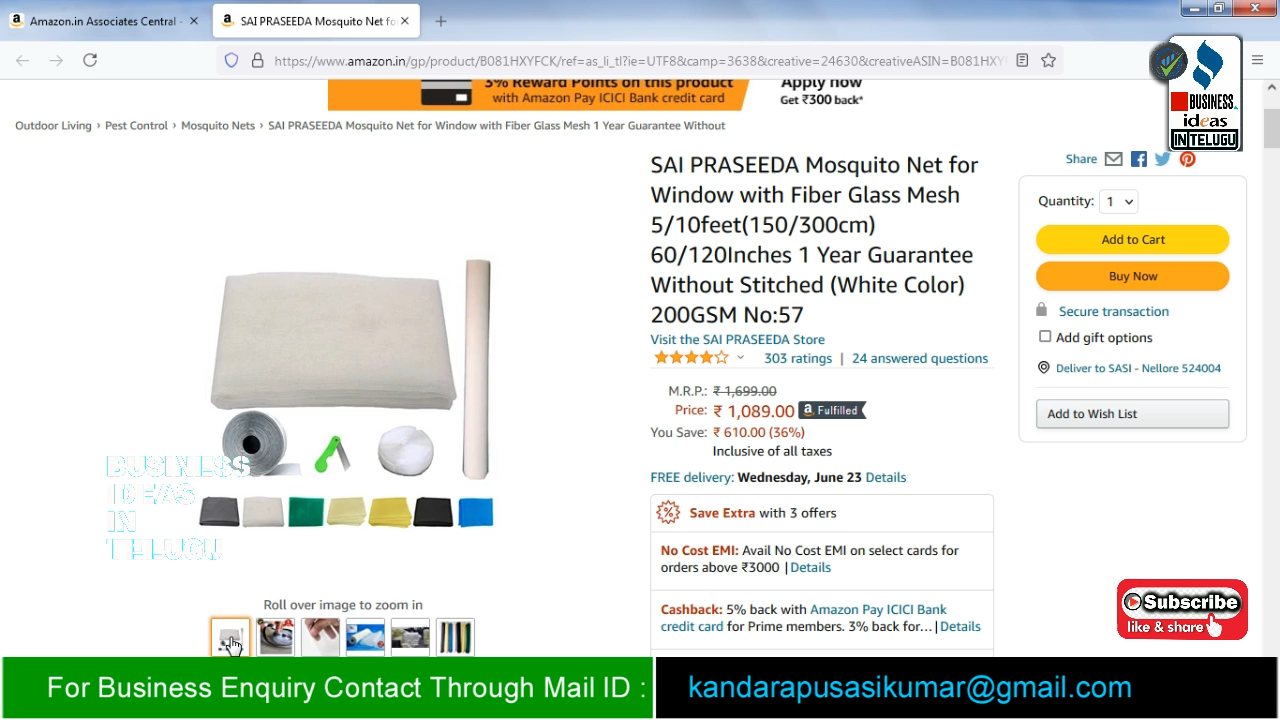 Amazon.in Associates Central -
SAI PRASEEDA Mosquito Net fo
https://www.amazon.in/gp/product/B081HXYFCK/ref=as_li_tl?ie=UTF8&camp=3638&creative=24630&creativeASIN=B081HXY
3% Reward Points on this product
with Amazon Pay ICICI Bank credit card
Apply now
Get ₹300 back*
BUSINESS
ideas
IN TELUGU
Outdoor Living › Pest Control › Mosquito Nets › SAI PRASEEDA Mosquito Net for Window with Fiber Glass Mesh 1 Year Guarantee Without
Share
SAI PRASEEDA Mosquito Net for
Window with Fiber Glass Mesh
5/10feet(150/300cm)
60/120Inches 1 Year Guarantee
Without Stitched (White Color)
200GSM No:57
Visit the SAI PRASEEDA Store
303 ratings | 24 answered questions
M.R.P.: ₹ 1,699.00
Price: ₹ 1,089.00 a Fulfilled
You Save: ₹ 610.00 (36%)
Inclusive of all taxes
FREE delivery: Wednesday, June 23 Details
Save Extra with 3 offers
No Cost EMI: Avail No Cost EMI on select cards for
orders above ₹3000 | Details
Cashback: 5% back with Amazon Pay ICICI Bank
credit card for Prime members. 3% back for... | Details
Quantity: 1
Add to Cart
Buy Now
Secure transaction
Add gift options
Deliver to SASI - Nellore 524004
Add to Wish List
BUSINESS
IDEAS
IN
TELUGU
Roll over image to zoom in
Subscribe
like & share
For Business Enquiry Contact Through Mail ID :
kandarapusasikumar@gmail.com